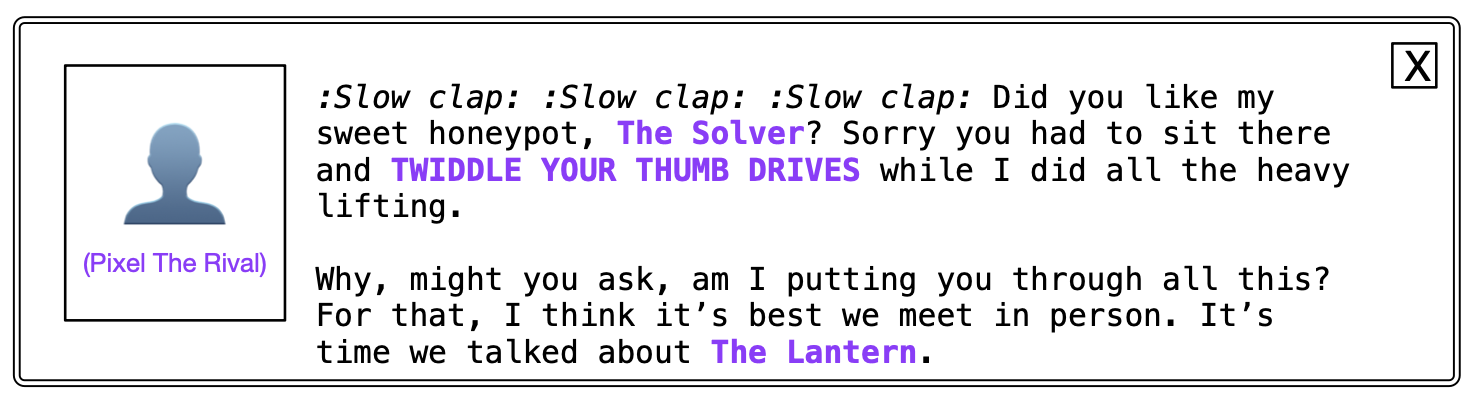 X
:Slow clap: :Slow clap: :Slow clap: Did you like my
sweet honeypot, The Solver? Sorry you had to sit there
and TWIDDLE YOUR THUMB DRIVES while I did all the heavy
lifting.
(Pixel The Rival)
Why, might you ask, am I putting you through all this?
For that, I think it’s best we meet in person. It’s
time we talked about The Lantern.